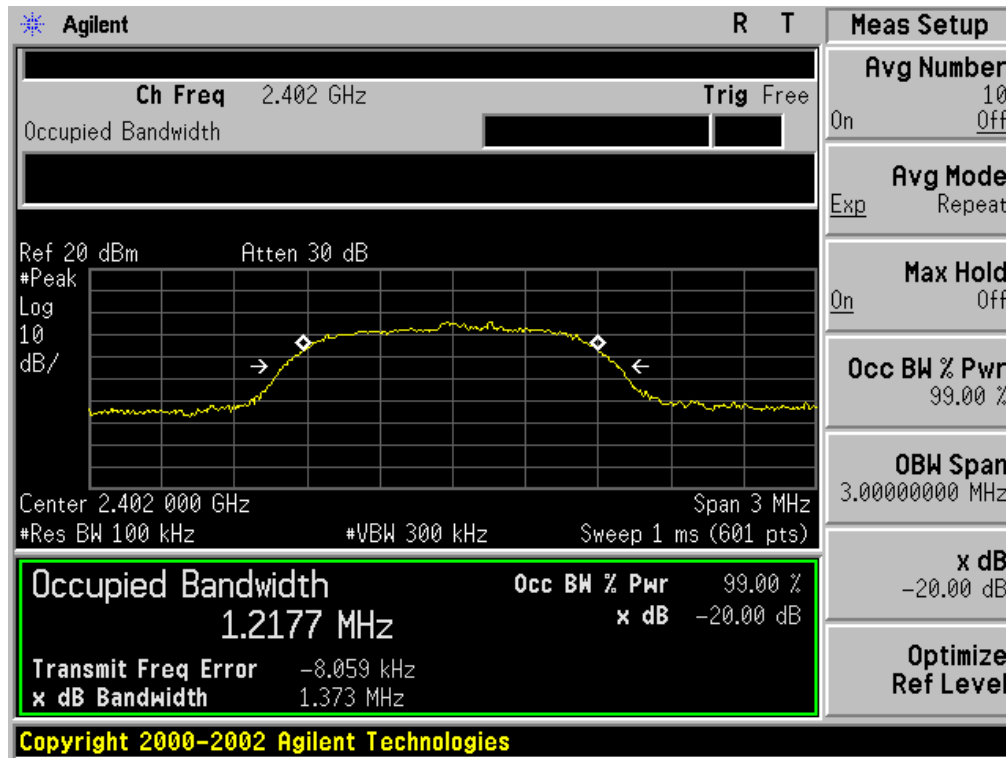 Agilent R T
Ch Freq 2.402 GHz Trig Free
Occupied Bandwidth
Ref 20 dBm Atten 30 dB
#Peak
Log
10
dB/
Center 2.402 000 GHz Span 3 MHz
#Res BW 100 kHz #VBW 300 kHz Sweep 1 ms (601 pts)
Occupied Bandwidth Occ BW % Pwr 99.00 %
1.2177 MHz x dB -20.00 dB
Transmit Freq Error -8.059 kHz
x dB Bandwidth 1.373 MHz
Copyright 2000-2002 Agilent Technologies
Meas Setup
Avg Number
10
On Off
Avg Mode
Exp Repeat
Max Hold
On Off
Occ BW % Pwr
99.00 %
OBW Span
3.00000000 MHz
x dB
-20.00 dB
Optimize
Ref Level